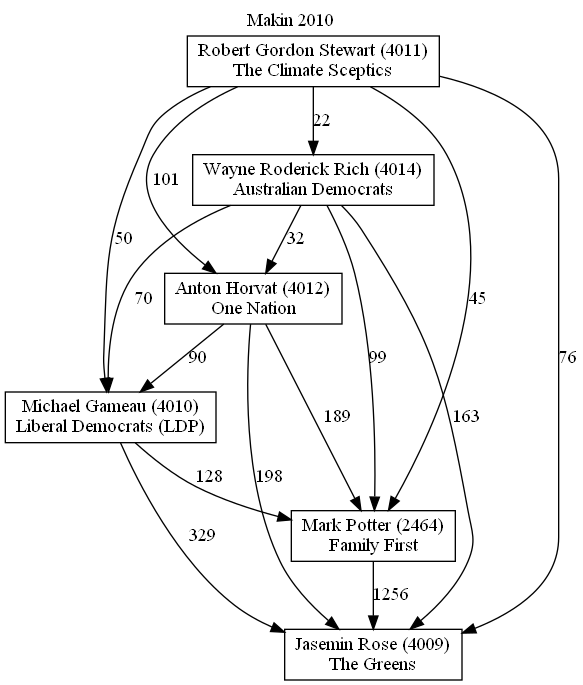 Makin 2010
Robert Gordon Stewart (4011)
The Climate Sceptics
22
Wayne Roderick Rich (4014)
Australian Democrats
101
50
32
70
45
Anton Horvat (4012)
One Nation
90
99
76
Michael Gameau (4010)
Liberal Democrats (LDP)
189
163
128
198
Mark Potter (2464)
Family First
329
1256
Jasemin Rose (4009)
The Greens